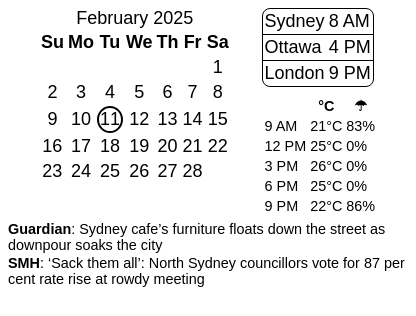 February 2025
Su Mo Tu We Th Fr Sa
1
2 3 4 5 6 7 8
9 10 11 12 13 14 15
16 17 18 19 20 21 22
23 24 25 26 27 28
Sydney 8 AM
Ottawa 4 PM
London 9 PM
°C ☂
9 AM 21°C 83%
12 PM 25°C 0%
3 PM 26°C 0%
6 PM 25°C 0%
9 PM 22°C 86%
Guardian: Sydney cafe’s furniture floats down the street as
downpour soaks the city
SMH: ‘Sack them all’: North Sydney councillors vote for 87 per
cent rate rise at rowdy meeting